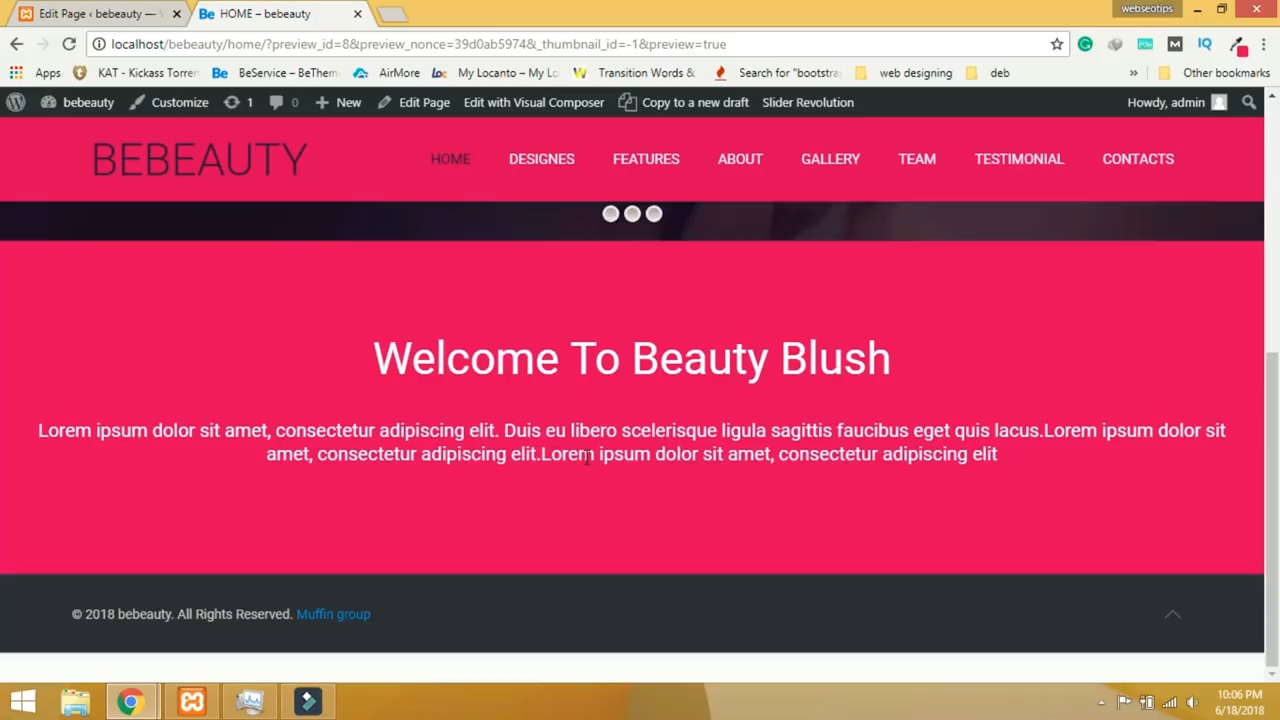 Edit Page ‹ bebeauty —
HOME – bebeauty
webseotips
localhost/bebeauty/home/?preview_id=8&preview_nonce=39d0ab5974&_thumbnail_id=-1&preview=true
Apps KAT - Kickass Torren BeService – BeThem AirMore My Locanto – My Lo Transition Words & Search for "bootstra web designing deb » Other bookmarks
bebeauty Customize 1 0 New Edit Page Edit with Visual Composer Copy to a new draft Slider Revolution Howdy, admin
BEBEAUTY HOME DESIGNES FEATURES ABOUT GALLERY TEAM TESTIMONIAL CONTACTS
Welcome To Beauty Blush
Lorem ipsum dolor sit amet, consectetur adipiscing elit. Duis eu libero scelerisque ligula sagittis faucibus eget quis lacus.Lorem ipsum dolor sit
amet, consectetur adipiscing elit.Lorem ipsum dolor sit amet, consectetur adipiscing elit
© 2018 bebeauty. All Rights Reserved. Muffin group
10:06 PM
6/18/2018